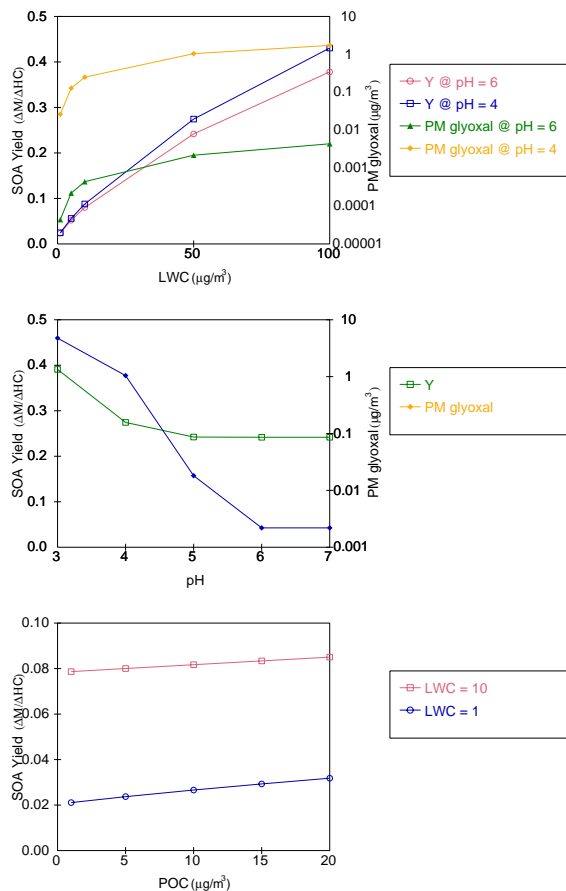 0.5
0.4
0.3
0.2
0.1
0.0
SOA Yield (ΔM/ΔHC)
10
1
0.1
0.01
0.001
0.0001
0.00001
PM glyoxal (μg/m³)
0
50
100
LWC (μg/m³)
Y @ pH = 6
Y @ pH = 4
PM glyoxal @ pH = 6
PM glyoxal @ pH = 4
0.5
0.4
0.3
0.2
0.1
0.0
SOA Yield (ΔM/ΔHC)
10
1
0.1
0.01
0.001
PM glyoxal (μg/m³)
3 4 5 6 7
pH
Y
PM glyoxal
0.10
0.08
0.06
0.04
0.02
0.00
SOA Yield (ΔM/ΔHC)
0 5 10 15 20
POC (μg/m³)
LWC = 10
LWC = 1